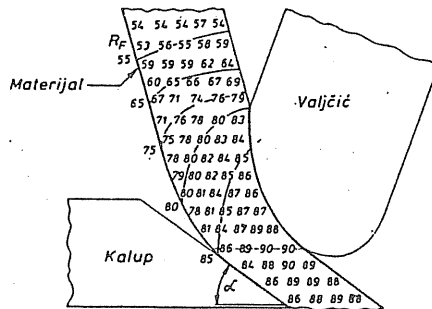 54 54 54 57 54
R_F 53 56-55 58 59
55 59 59 59 62 64
Materijal
60 65 66 67 69
65 67 71 74 76-79
Valjčić
71 76 78 80 83
75 75 78 80 83 84
78 80 82 84 85
79 80 82 85 86
80 81 84 87 86
80 78 81 85 87 87
81 84 87 89 88
86 89-90-90
Kalup
85 84 88 90 89
α
86 89 89 88
86 88 89 88